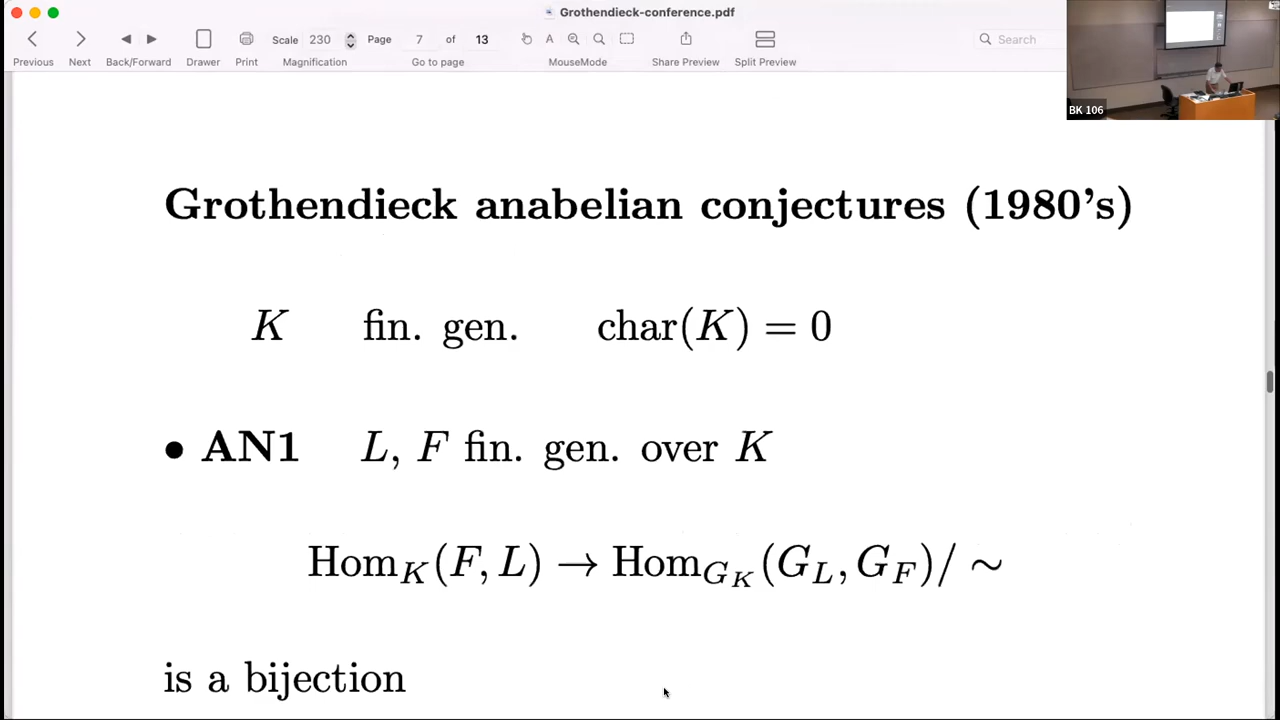 Grothendieck-conference.pdf
Previous Next Back/Forward Drawer Print Scale 230 Magnification Page 7 of 13 Go to page MouseMode Share Preview Split Preview Search
BK 106
Grothendieck anabelian conjectures (1980's)
K fin. gen. char(K) = 0
• AN1 L, F fin. gen. over K
Hom_K(F, L) → Hom_{G_K}(G_L, G_F)/ ∼
is a bijection